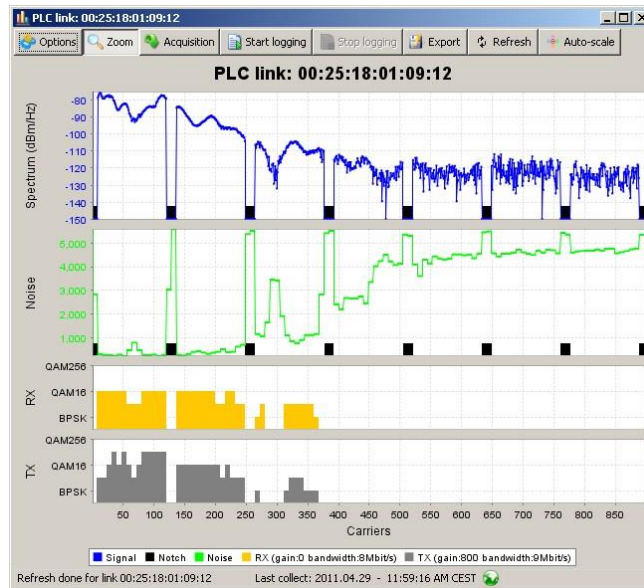 PLC link: 00:25:18:01:09:12
Options Zoom Acquisition Start logging Stop logging Export Refresh Auto-scale
PLC link: 00:25:18:01:09:12
Spectrum (dBm/Hz)
-80
-90
-100
-110
-120
-130
-140
-150
Noise
5,000
4,000
3,000
2,000
1,000
RX
QAM256
QAM16
BPSK
TX
QAM256
QAM16
BPSK
50 100 150 200 250 300 350 400 450 500 550 600 650 700 750 800 850
Carriers
Signal Notch Noise RX (gain:0 bandwidth:8Mbit/s) TX (gain:800 bandwidth:9Mbit/s)
Refresh done for link 00:25:18:01:09:12 Last collect: 2011.04.29 - 11:59:16 AM CEST